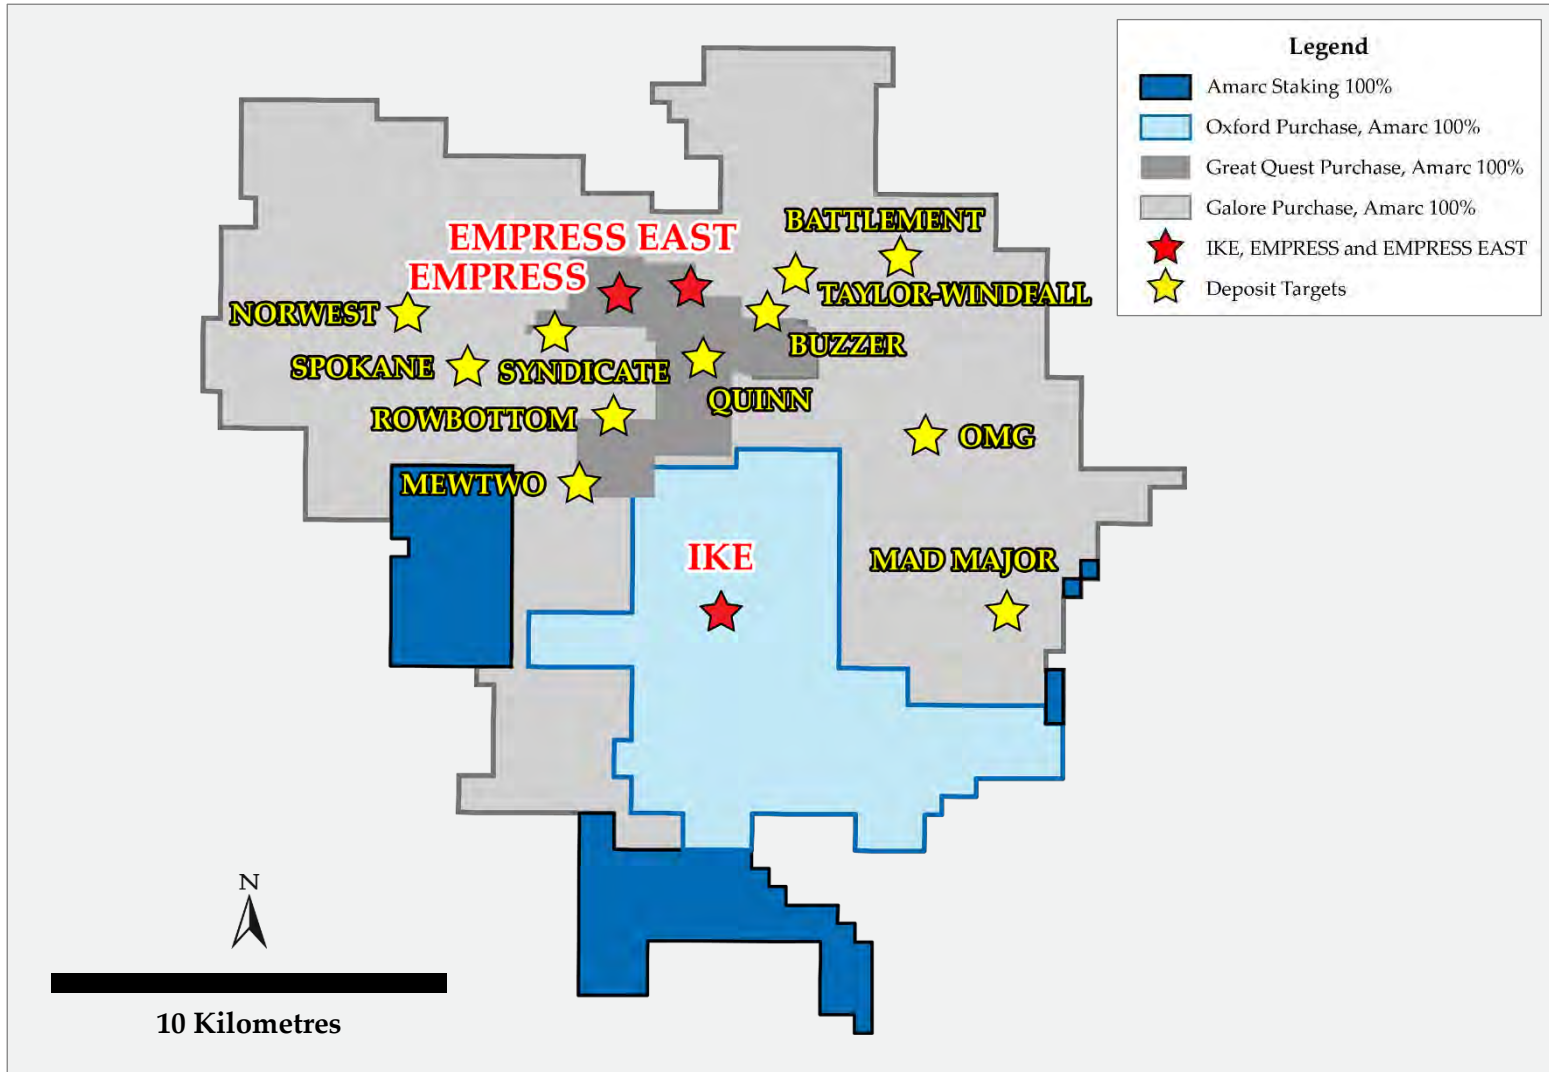 Legend
Amarc Staking 100%
Oxford Purchase, Amarc 100%
Great Quest Purchase, Amarc 100%
Galore Purchase, Amarc 100%
IKE, EMPRESS and EMPRESS EAST
Deposit Targets
BATTLEMENT
EMPRESS EAST
EMPRESS
TAYLOR-WINDFALL
NORWEST
BUZZER
SPOKANE
SYNDICATE
QUINN
ROWBOTTOM
OMG
MEWTWO
IKE
MAD MAJOR
N
10 Kilometres